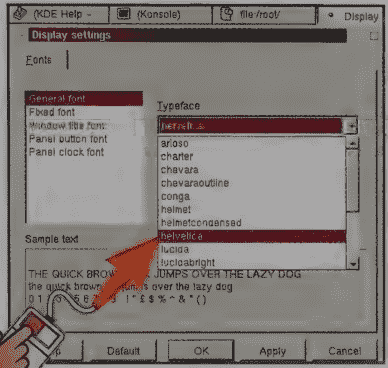 (KDE Help -
(Konsole)
file:/root/
Display
Display settings
Fonts
General font
Fixed font
Window title font
Panel button font
Panel clock font
Typeface
arioso
charter
chevara
chevaraoutline
conga
helmet
helmetcondensed
helvetica
lucida
lucidabright
Sample text
THE QUICK JUMPS OVER THE LAZY DOG
the quick brown over the lazy dog
Default
OK
Apply
Cancel